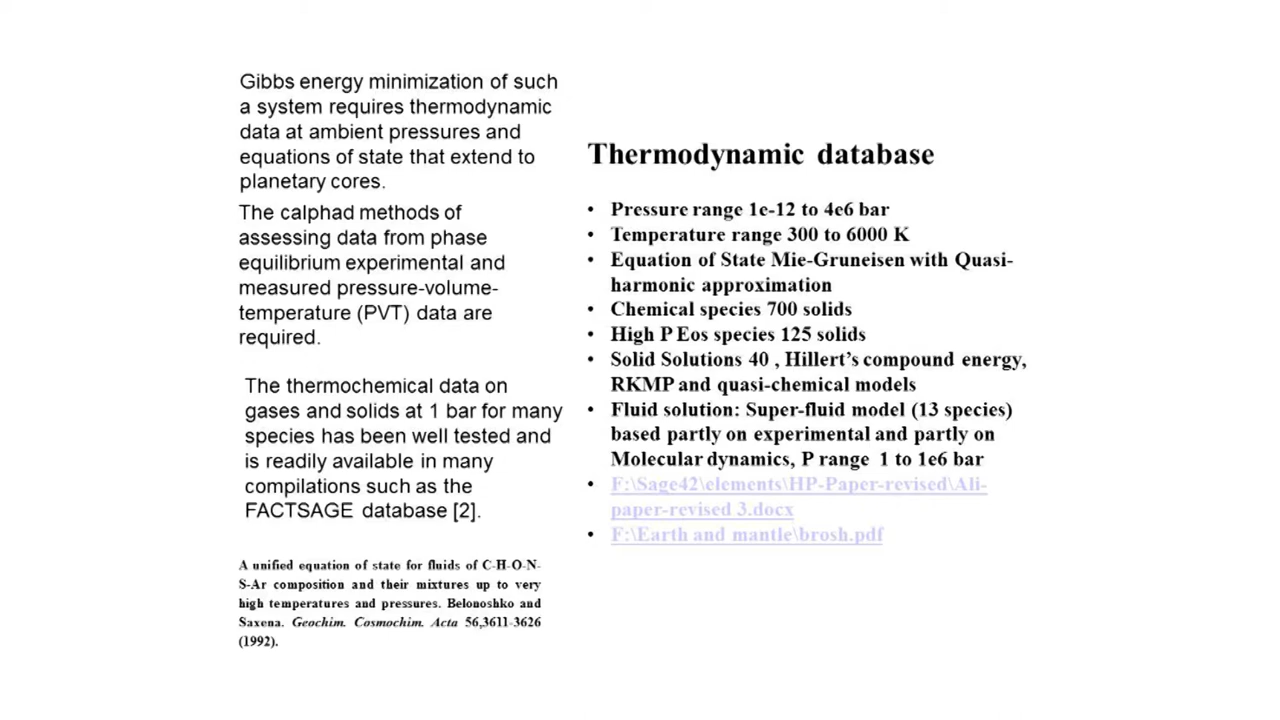 Gibbs energy minimization of such
a system requires thermodynamic
data at ambient pressures and
equations of state that extend to
planetary cores.
The calphad methods of
assessing data from phase
equilibrium experimental and
measured pressure-volume-
temperature (PVT) data are
required.
The thermochemical data on
gases and solids at 1 bar for many
species has been well tested and
is readily available in many
compilations such as the
FACTSAGE database [2].
A unified equation of state for fluids of C-H-O-N-
S-Ar composition and their mixtures up to very
high temperatures and pressures. Belonoshko and
Saxena. Geochim. Cosmochim. Acta 56,3611-3626
(1992).
Thermodynamic database
• Pressure range 1e-12 to 4e6 bar
• Temperature range 300 to 6000 K
• Equation of State Mie-Gruneisen with Quasi-
harmonic approximation
• Chemical species 700 solids
• High P Eos species 125 solids
• Solid Solutions 40 , Hillert's compound energy,
RKMP and quasi-chemical models
• Fluid solution: Super-fluid model (13 species)
based partly on experimental and partly on
Molecular dynamics, P range 1 to 1e6 bar
• F:\Sage42\elements\HP-Paper-revised\Ali-
paper-revised 3.docx
• F:\Earth and mantle\brosh.pdf